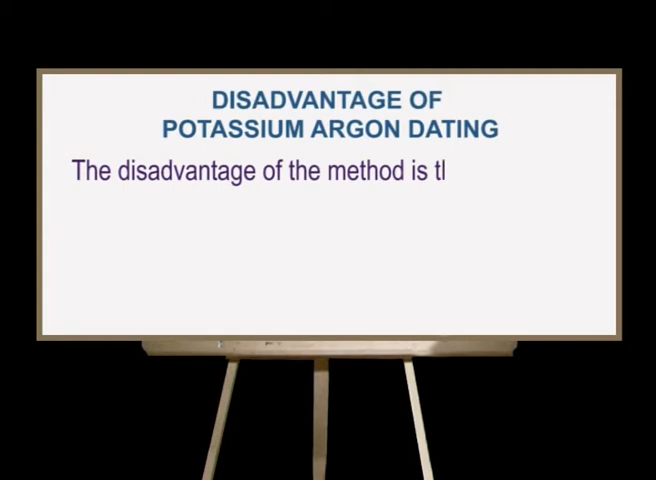 DISADVANTAGE OF
POTASSIUM ARGON DATING
The disadvantage of the method is